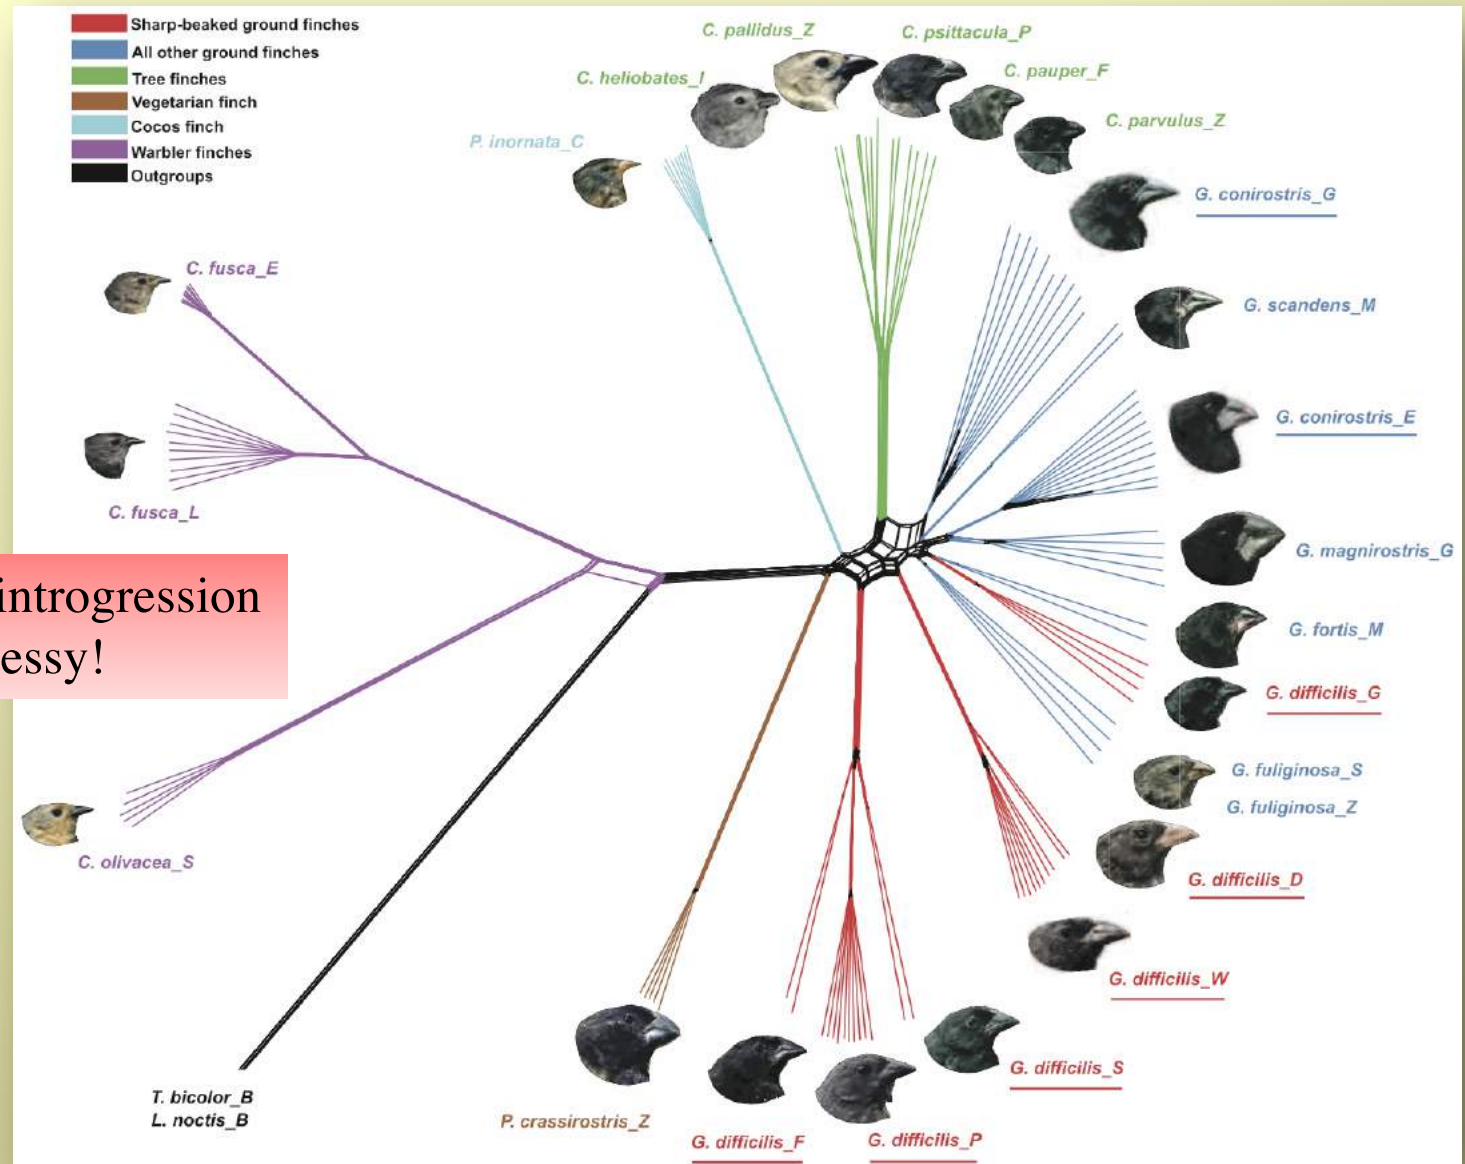 Sharp-beaked ground finches
All other ground finches
Tree finches
Vegetarian finch
Cocos finch
Warbler finches
Outgroups
C. pallidus_Z
C. psittacula_P
C. heliobates_I
C. pauper_F
C. parvulus_Z
P. inornata_C
G. conirostris_G
C. fusca_E
G. scandens_M
G. conirostris_E
C. fusca_L
G. magnirostris_G
introgression
essy!
G. fortis_M
G. difficilis_G
G. fuliginosa_S
G. fuliginosa_Z
C. olivacea_S
G. difficilis_D
G. difficilis_W
G. difficilis_S
T. bicolor_B
L. noctis_B
P. crassirostris_Z
G. difficilis_F
G. difficilis_P